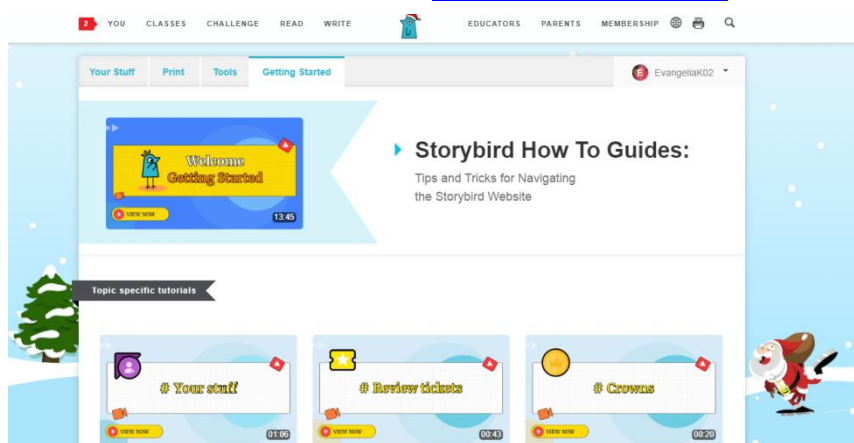 2 YOU CLASSES CHALLENGE READ WRITE EDUCATORS PARENTS MEMBERSHIP
Your Stuff Print Tools Getting Started E EvangeliaK02
Welcome
Getting Started
VIEW NOW
13:45
Storybird How To Guides:
Tips and Tricks for Navigating
the Storybird Website
Topic specific tutorials
# Your stuff
VIEW NOW
01:06
# Review tickets
VIEW NOW
00:43
# Crowns
VIEW NOW
00:20